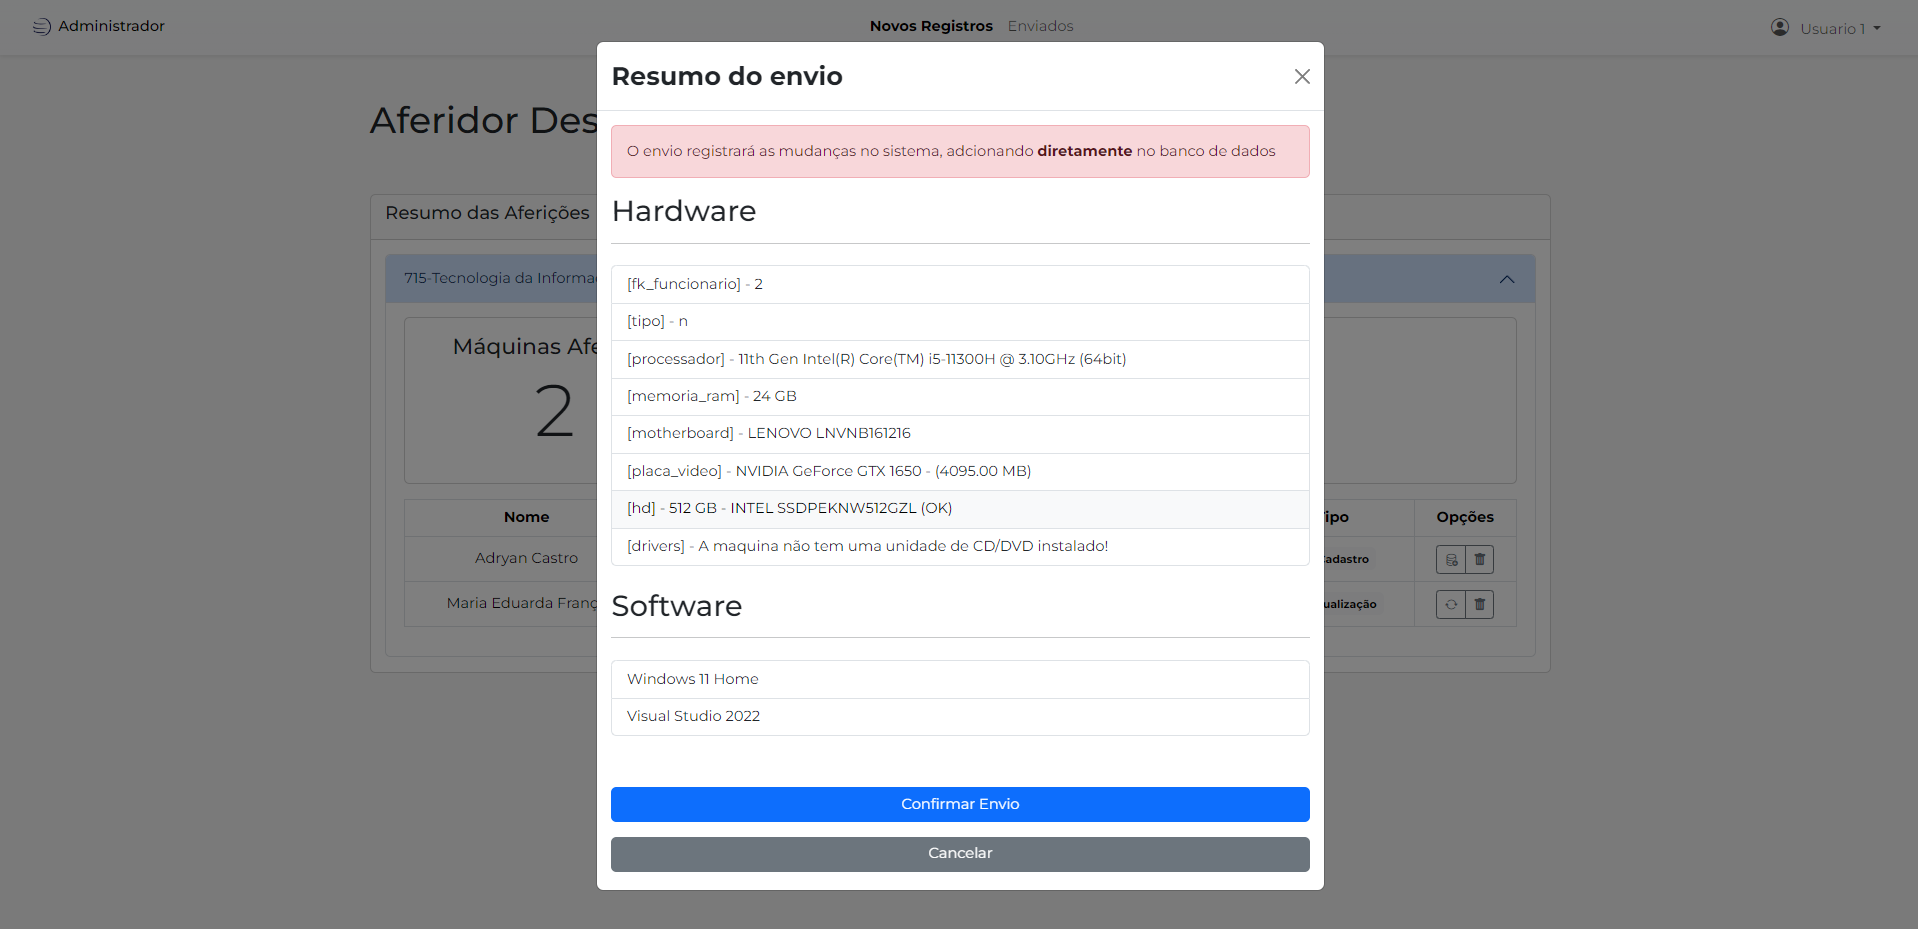 Administrador
Novos Registros Enviados
Usuario 1
Resumo do envio
O envio registrará as mudanças no sistema, adcionando diretamente no banco de dados
Hardware
[fk_funcionario] - 2
[tipo] - n
[processador] - 11th Gen Intel(R) Core(TM) i5-11300H @ 3.10GHz (64bit)
[memoria_ram] - 24 GB
[motherboard] - LENOVO LNVNB161216
[placa_video] - NVIDIA GeForce GTX 1650 - (4095.00 MB)
[hd] - 512 GB - INTEL SSDPEKNW512GZL (OK)
[drivers] - A maquina não tem uma unidade de CD/DVD instalado!
Software
Windows 11 Home
Visual Studio 2022
Confirmar Envio
Cancelar
Aferidor Des
Resumo das Aferições
715-Tecnologia da Informa
Máquinas Afe
2
Nome ipo Opções
Adryan Castro adastro
Maria Eduarda Franç ualização